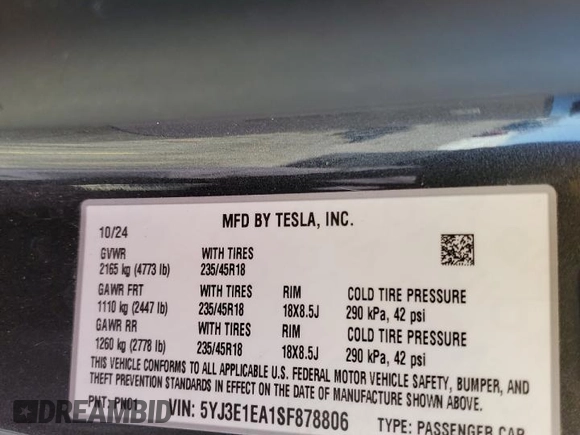 MFD BY TESLA, INC.
10/24
GVWR WITH TIRES
2165 kg (4773 lb) 235/45R18
GAWR FRT WITH TIRES RIM COLD TIRE PRESSURE
1110 kg (2447 lb) 235/45R18 18X8.5J 290 kPa, 42 psi
GAWR RR WITH TIRES RIM COLD TIRE PRESSURE
1260 kg (2778 lb) 235/45R18 18X8.5J 290 kPa, 42 psi
THIS VEHICLE CONFORMS TO ALL APPLICABLE U.S. FEDERAL MOTOR VEHICLE SAFETY, BUMPER, AND
THEFT PREVENTION STANDARDS IN EFFECT ON THE DATE OF MANUFACTURE SHOWN ABOVE.
PNT: PN01 VIN: 5YJ3E1EA1SF878806 TYPE: PASSENGER CAR
DREAMBID